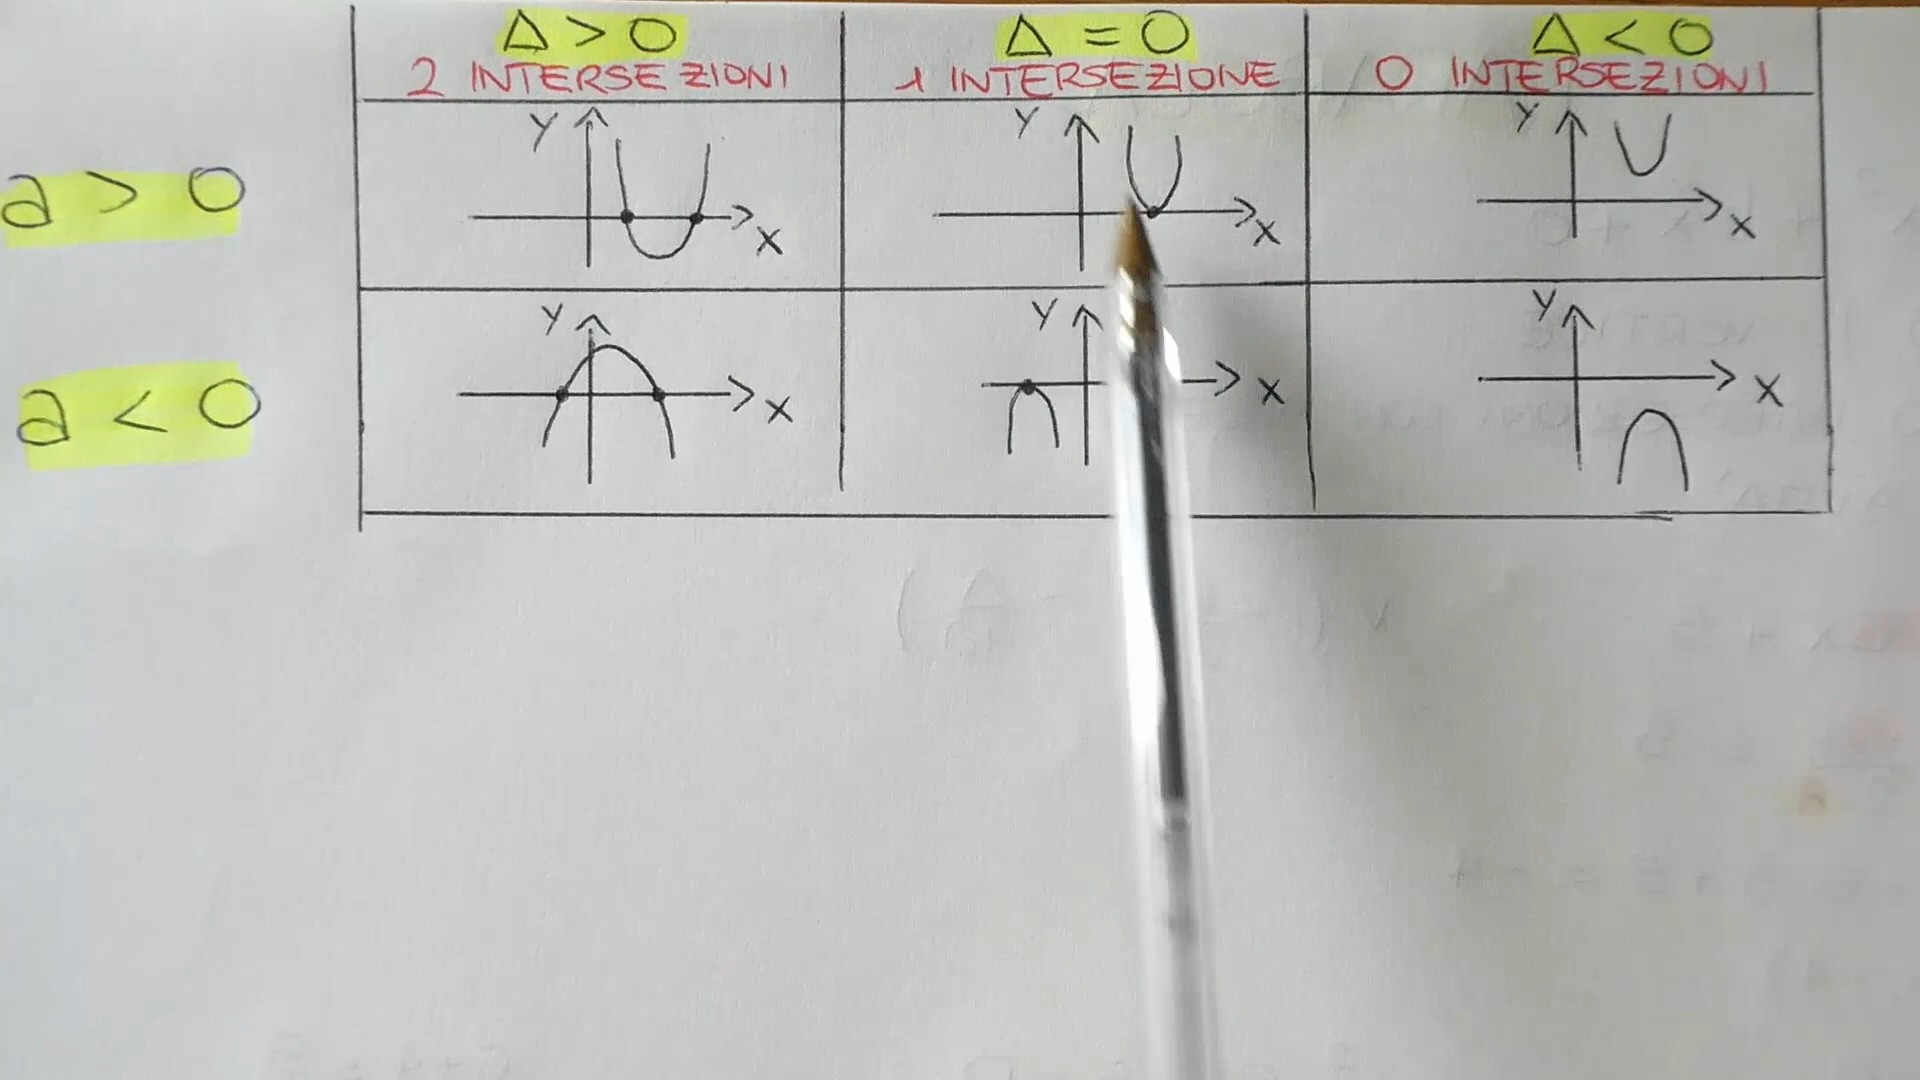 Δ > 0 Δ = 0 Δ < 0
2 INTERSEZIONI 1 INTERSEZIONE 0 INTERSEZIONI
a > 0
y x y x y x
a < 0
y x y x y x